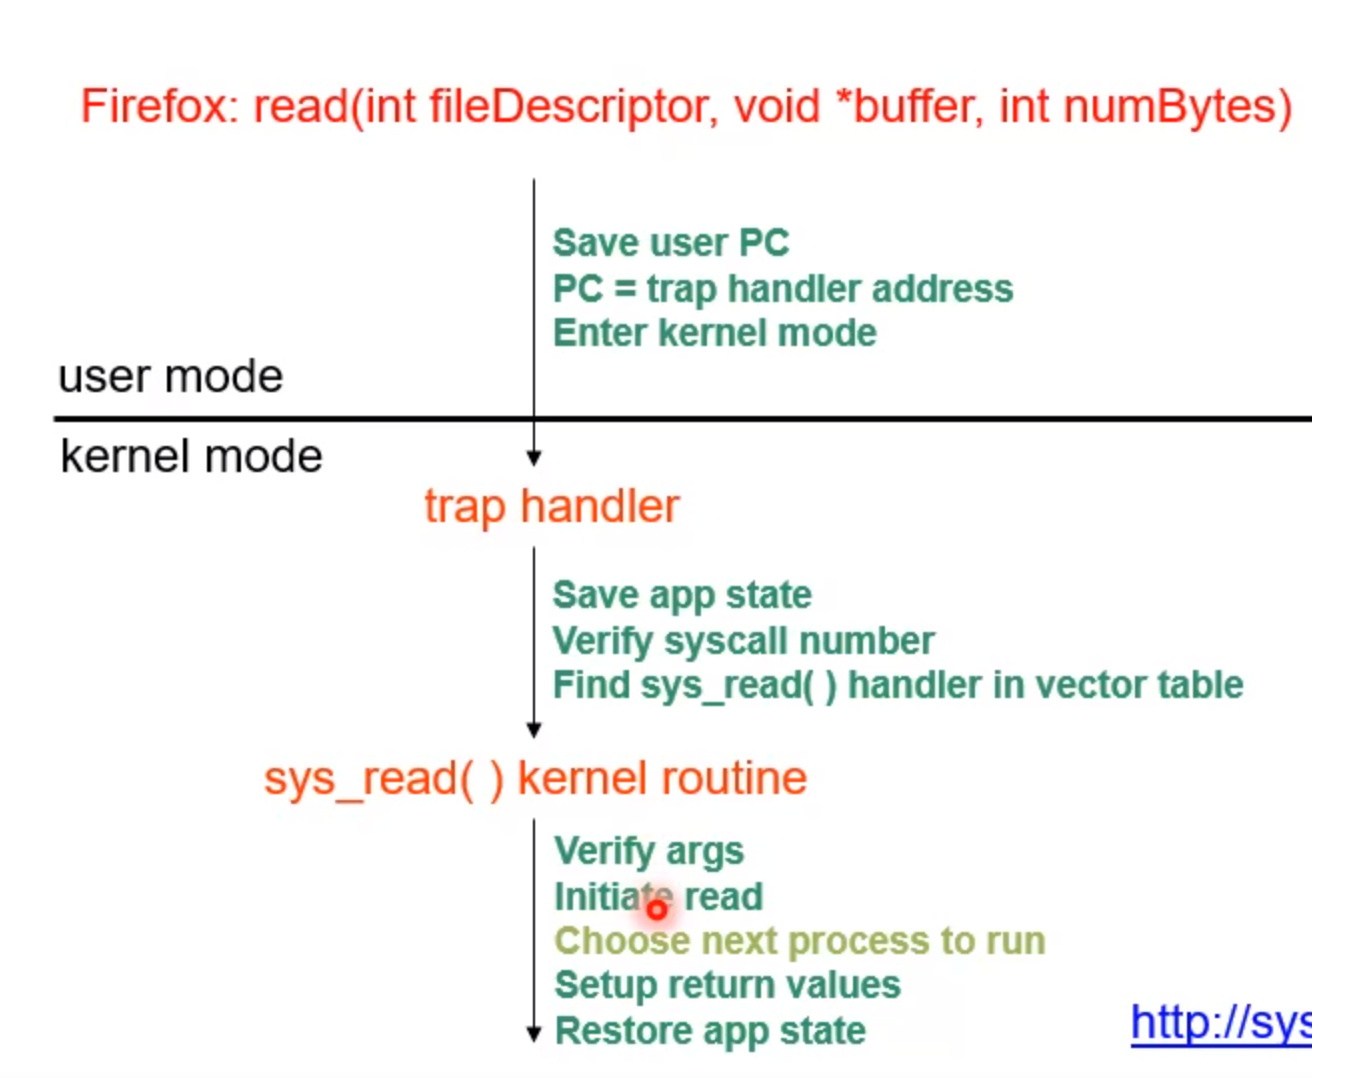 Firefox: read(int fileDescriptor, void *buffer, int numBytes)
Save user PC
PC = trap handler address
Enter kernel mode
user mode
kernel mode
trap handler
Save app state
Verify syscall number
Find sys_read( ) handler in vector table
sys_read( ) kernel routine
Verify args
Initiate read
Choose next process to run
Setup return values
Restore app state
http://sys